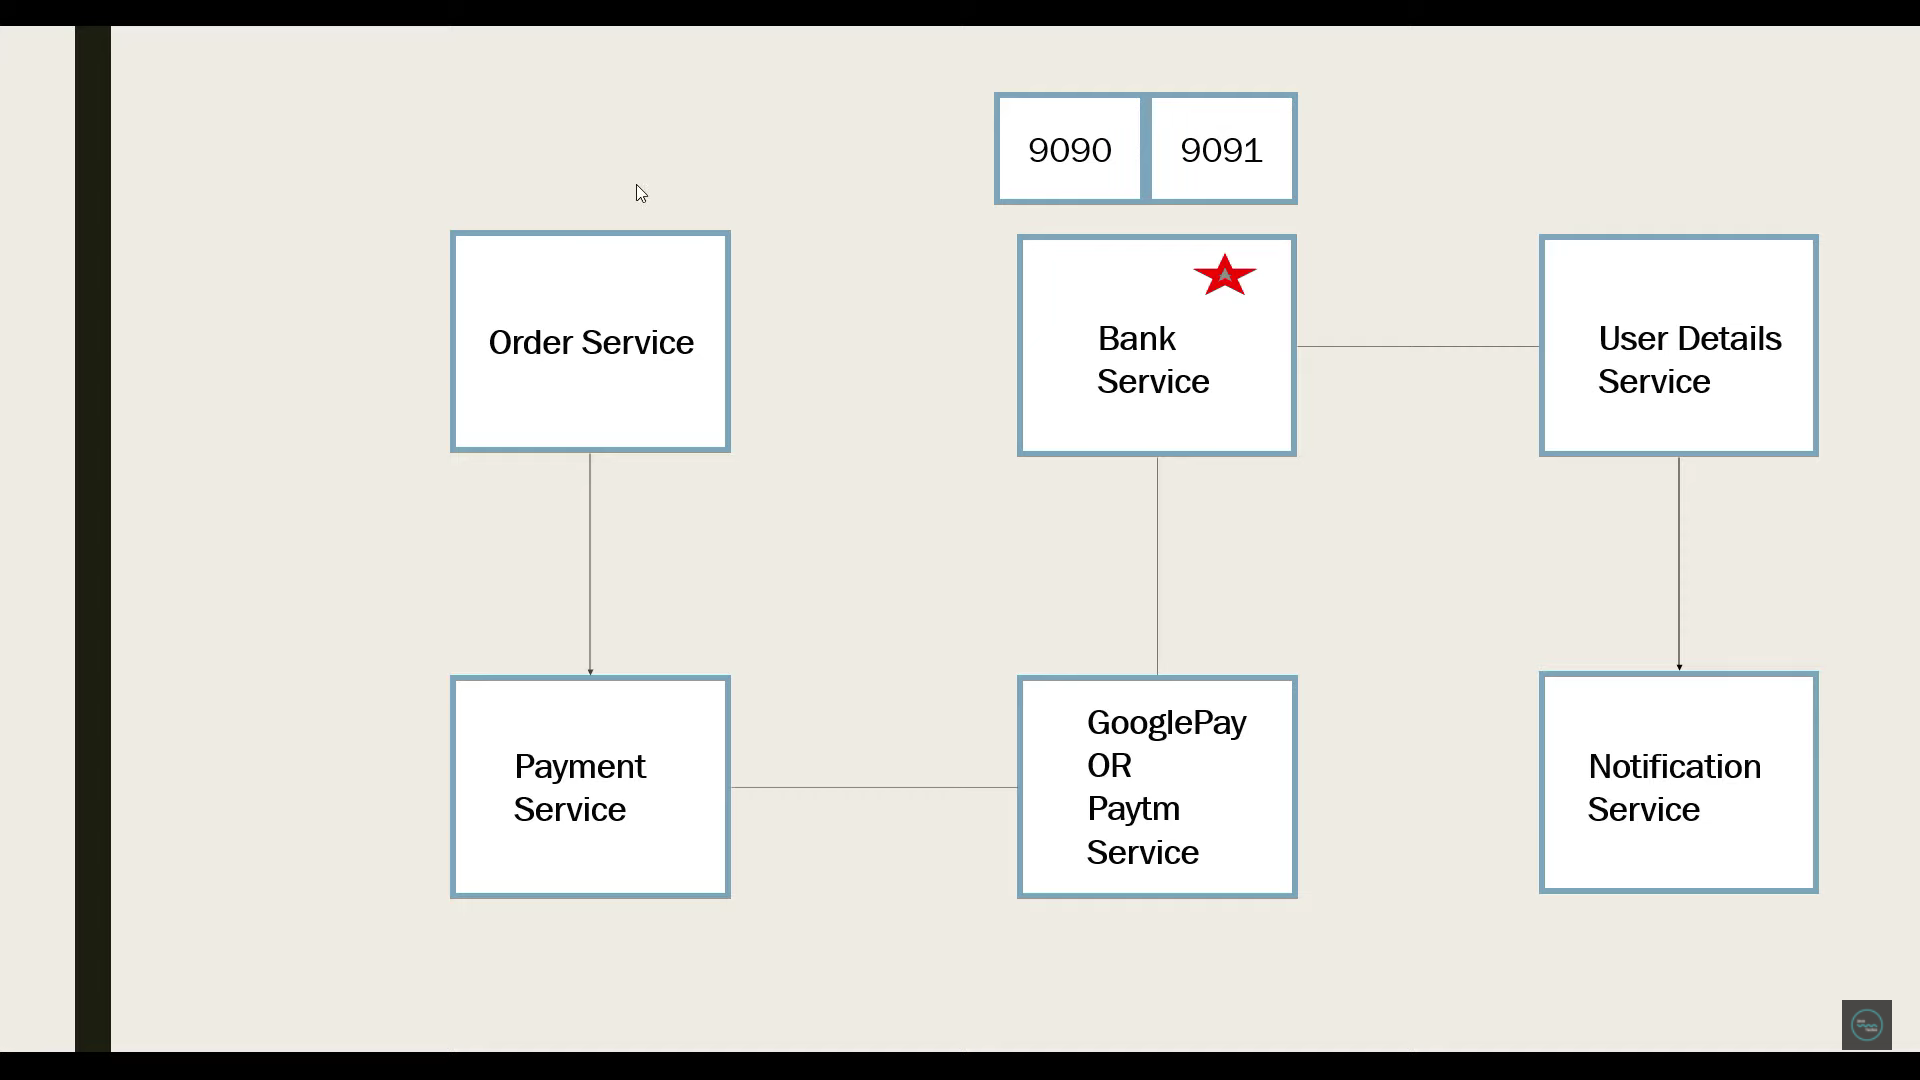 9090
9091
Order Service
Bank
Service
User Details
Service
Payment
Service
GooglePay
OR
Paytm
Service
Notification
Service